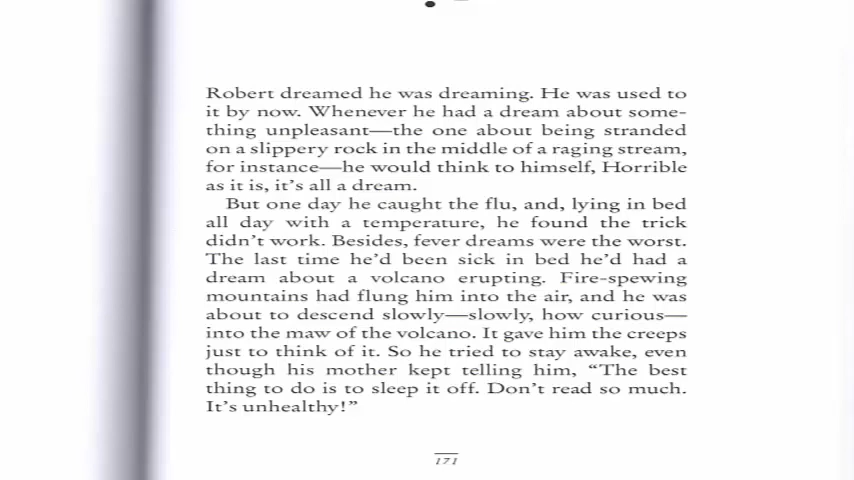 Robert dreamed he was dreaming. He was used to
it by now. Whenever he had a dream about some-
thing unpleasant—the one about being stranded
on a slippery rock in the middle of a raging stream,
for instance—he would think to himself, Horrible
as it is, it's all a dream.
But one day he caught the flu, and, lying in bed
all day with a temperature, he found the trick
didn't work. Besides, fever dreams were the worst.
The last time he'd been sick in bed he'd had a
dream about a volcano erupting. Fire-spewing
mountains had flung him into the air, and he was
about to descend slowly—slowly, how curious—
into the maw of the volcano. It gave him the creeps
just to think of it. So he tried to stay awake, even
though his mother kept telling him, “The best
thing to do is to sleep it off. Don't read so much.
It's unhealthy!”
171